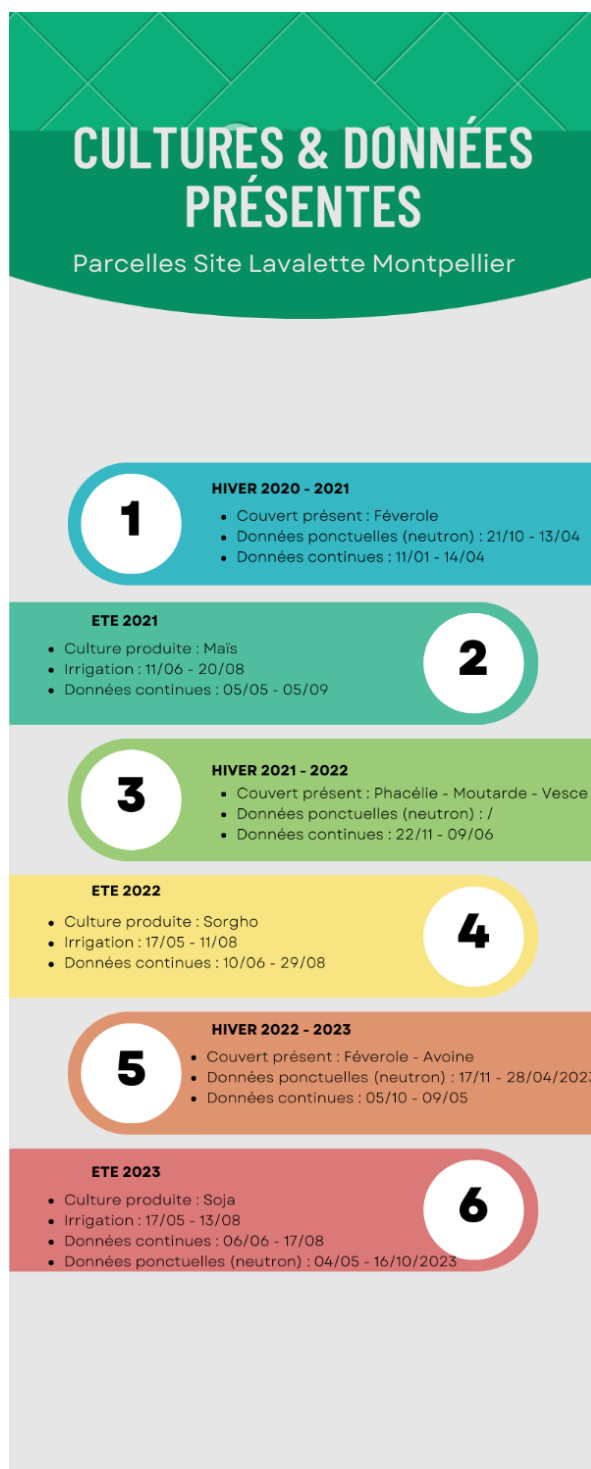 CULTURES & DONNÉES
PRÉSENTES
Parcelles Site Lavalette Montpellier
1
HIVER 2020 - 2021
• Couvert présent : Féverole
• Données ponctuelles (neutron) : 21/10 - 13/04
• Données continues : 11/01 - 14/04
ETE 2021
• Culture produite : Maïs
• Irrigation : 11/06 - 20/08
• Données continues : 05/05 - 05/09
2
3
HIVER 2021 - 2022
• Couvert présent : Phacélie - Moutarde - Vesce
• Données ponctuelles (neutron) : /
• Données continues : 22/11 - 09/06
ETE 2022
• Culture produite : Sorgho
• Irrigation : 17/05 - 11/08
• Données continues : 10/06 - 29/08
4
5
HIVER 2022 - 2023
• Couvert présent : Féverole - Avoine
• Données ponctuelles (neutron) : 17/11 - 28/04/2023
• Données continues : 05/10 - 09/05
ETE 2023
• Culture produite : Soja
• Irrigation : 17/05 - 13/08
• Données continues : 06/06 - 17/08
• Données ponctuelles (neutron) : 04/05 - 16/10/2023
6